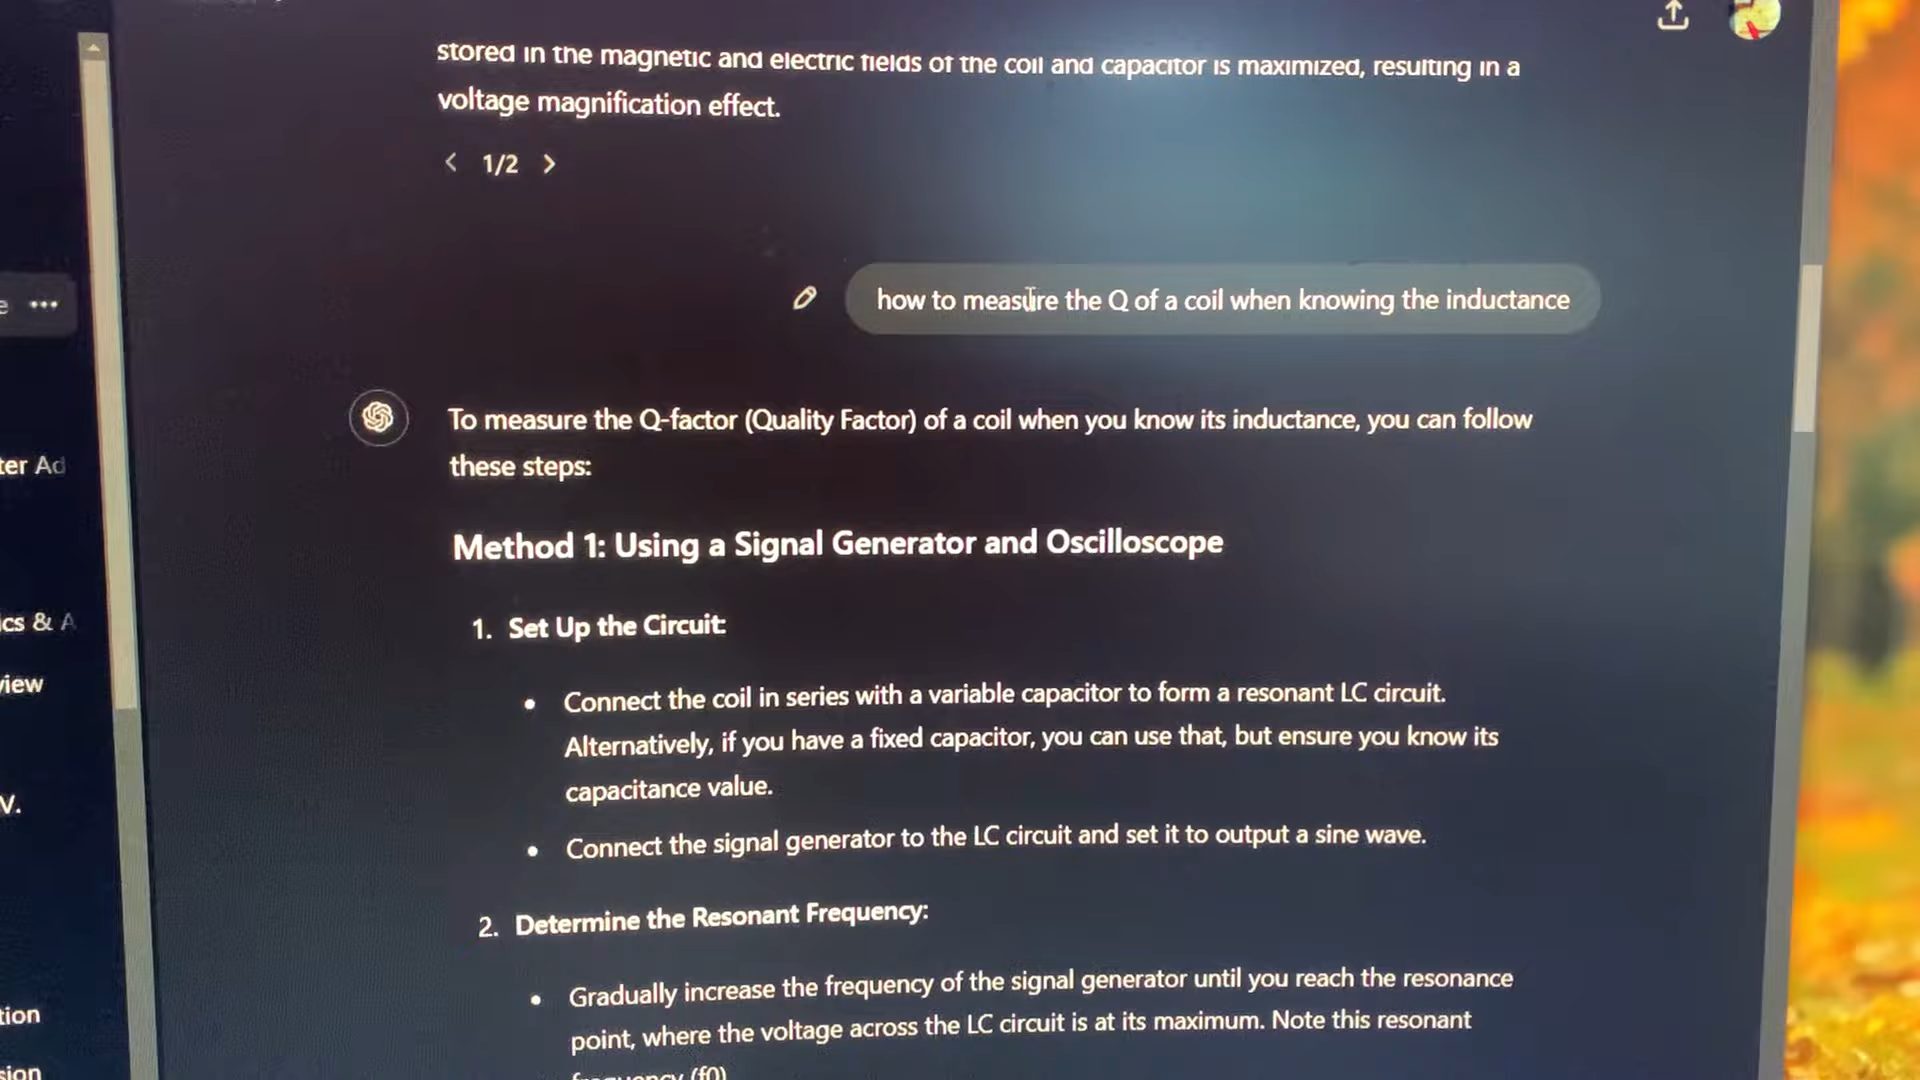 stored in the magnetic and electric fields of the coil and capacitor is maximized, resulting in a
voltage magnification effect.
< 1/2 >
how to measure the Q of a coil when knowing the inductance
To measure the Q-factor (Quality Factor) of a coil when you know its inductance, you can follow
these steps:
Method 1: Using a Signal Generator and Oscilloscope
1. Set Up the Circuit:
• Connect the coil in series with a variable capacitor to form a resonant LC circuit.
Alternatively, if you have a fixed capacitor, you can use that, but ensure you know its
capacitance value.
• Connect the signal generator to the LC circuit and set it to output a sine wave.
2. Determine the Resonant Frequency:
• Gradually increase the frequency of the signal generator until you reach the resonance
point, where the voltage across the LC circuit is at its maximum. Note this resonant
frequency (f0)
e ...
ter Ad
ics & A
view
V.
tion
sion